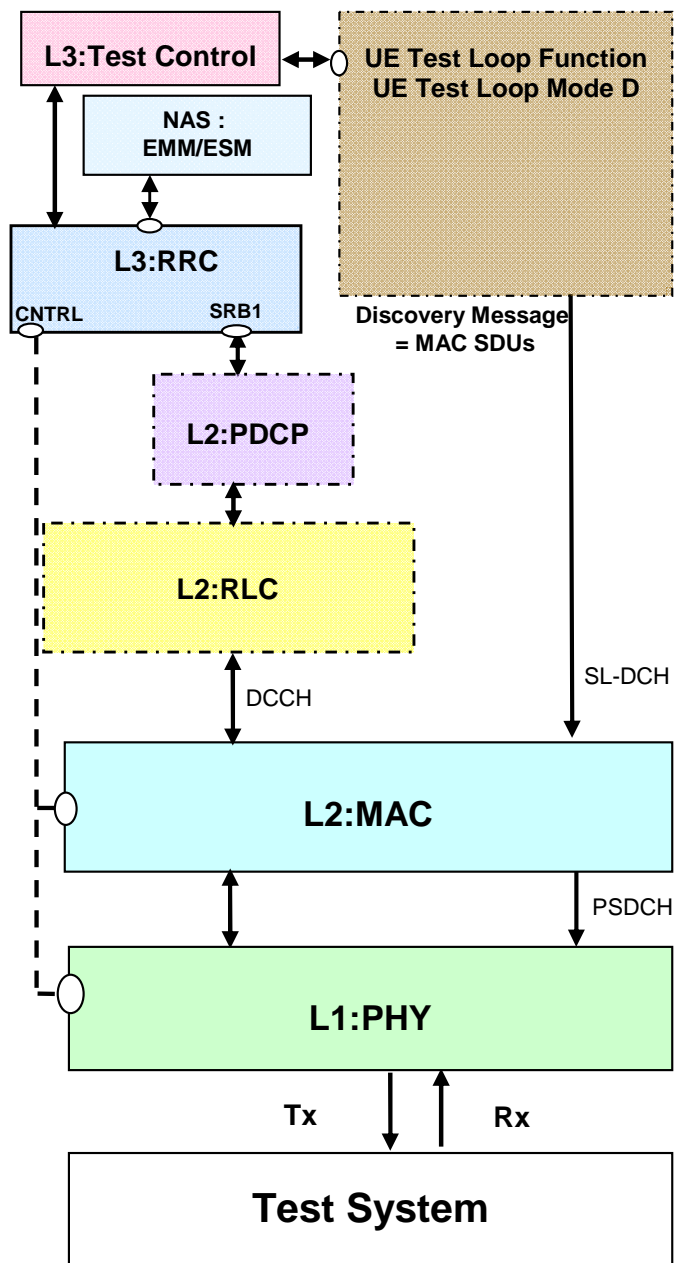 L3:Test Control
UE Test Loop Function
UE Test Loop Mode D
NAS :
EMM/ESM
L3:RRC
CNTRL
SRB1
Discovery Message
= MAC SDUs
L2:PDCP
L2:RLC
DCCH
SL-DCH
L2:MAC
PSDCH
L1:PHY
Tx
Rx
Test System